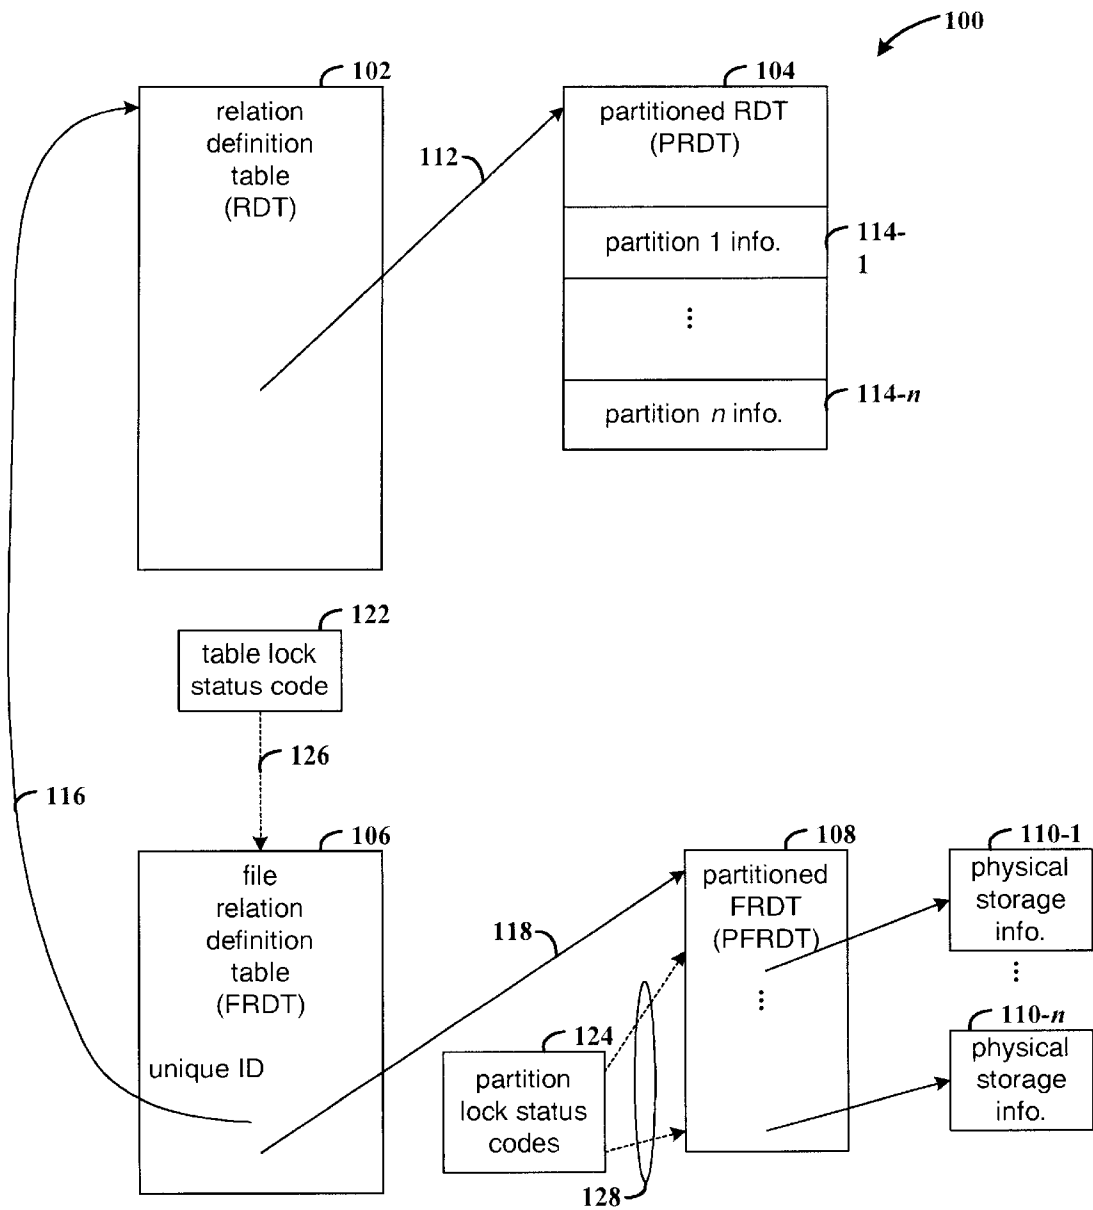 100
102
relation
definition
table
(RDT)
104
partitioned RDT
(PRDT)
112
partition 1 info.
114-
1
⋮
partition n info.
114-n
122
table lock
status code
126
116
106
file
relation
definition
table
(FRDT)
unique ID
118
108
partitioned
FRDT
(PFRDT)
⋮
110-1
physical
storage
info.
⋮
110-n
physical
storage
info.
124
partition
lock status
codes
128